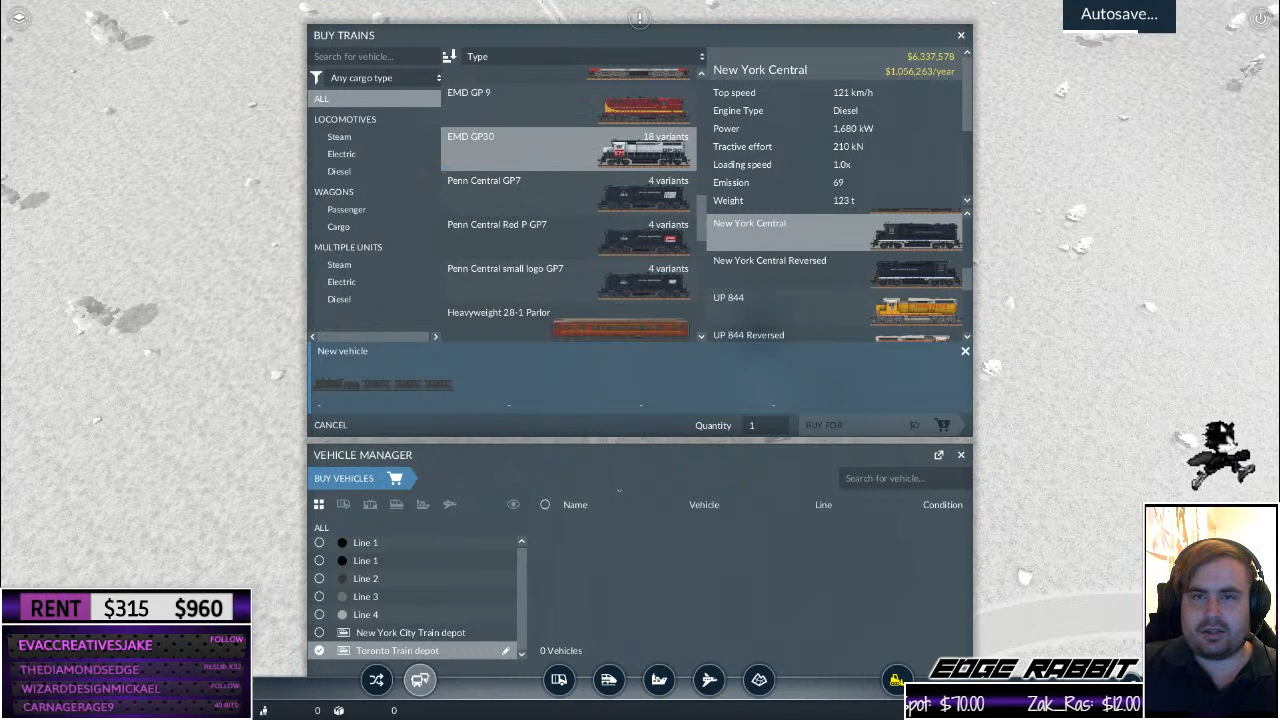 Autosave...
BUY TRAINS
Search for vehicle...
Type
Any cargo type
ALL
LOCOMOTIVES
Steam
Electric
Diesel
WAGONS
Passenger
Cargo
MULTIPLE UNITS
Steam
Electric
Diesel
EMD GP 9
EMD GP30 18 variants
Penn Central GP7 4 variants
Penn Central Red P GP7 4 variants
Penn Central small logo GP7 4 variants
Heavyweight 28-1 Parlor
$6,337,578
New York Central $1,056,263/year
Top speed 121 km/h
Engine Type Diesel
Power 1,680 kW
Tractive effort 210 kN
Loading speed 1.0x
Emission 69
Weight 123 t
New York Central
New York Central Reversed
UP 844
UP 844 Reversed
New vehicle
- - - -
CANCEL
Quantity 1
BUY FOR $0
VEHICLE MANAGER
BUY VEHICLES
Search for vehicle...
Name Vehicle Line Condition
ALL
Line 1
Line 1
Line 2
Line 3
Line 4
New York City Train depot
Toronto Train depot
0 Vehicles
0 0
RENT $315 $960
EVACCREATIVESJAKE FOLLOW
THEDIAMONDSEDGE RESUB X32
WIZARDDESIGNMICKAEL FOLLOW
CARNAGERAGE9 40 BITS
EDGE RABBIT
pot: $70.00 Zak_Ras: $12.00